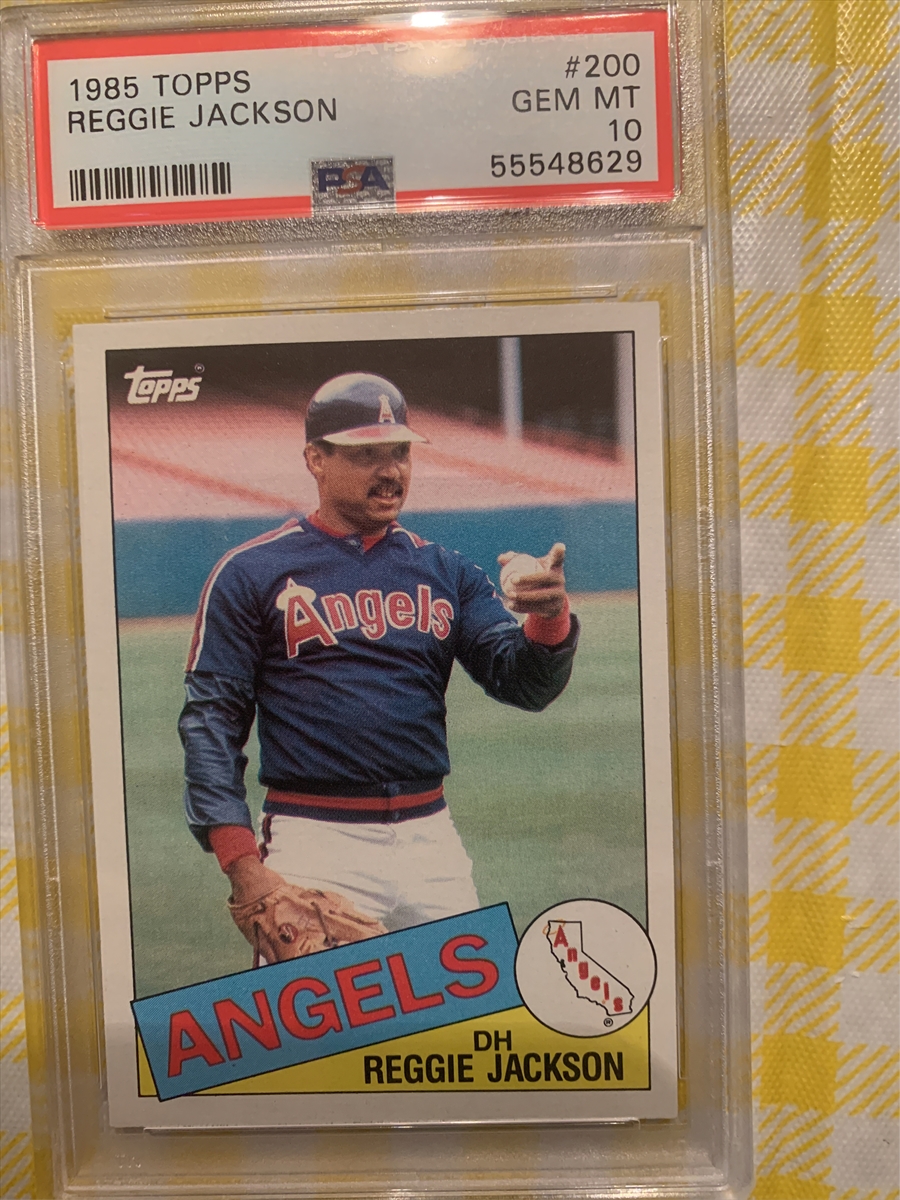 1985 TOPPS #200
REGGIE JACKSON GEM MT
10
PSA 55548629
Topps
Angels
A
Angels
ANGELS
DH
REGGIE JACKSON